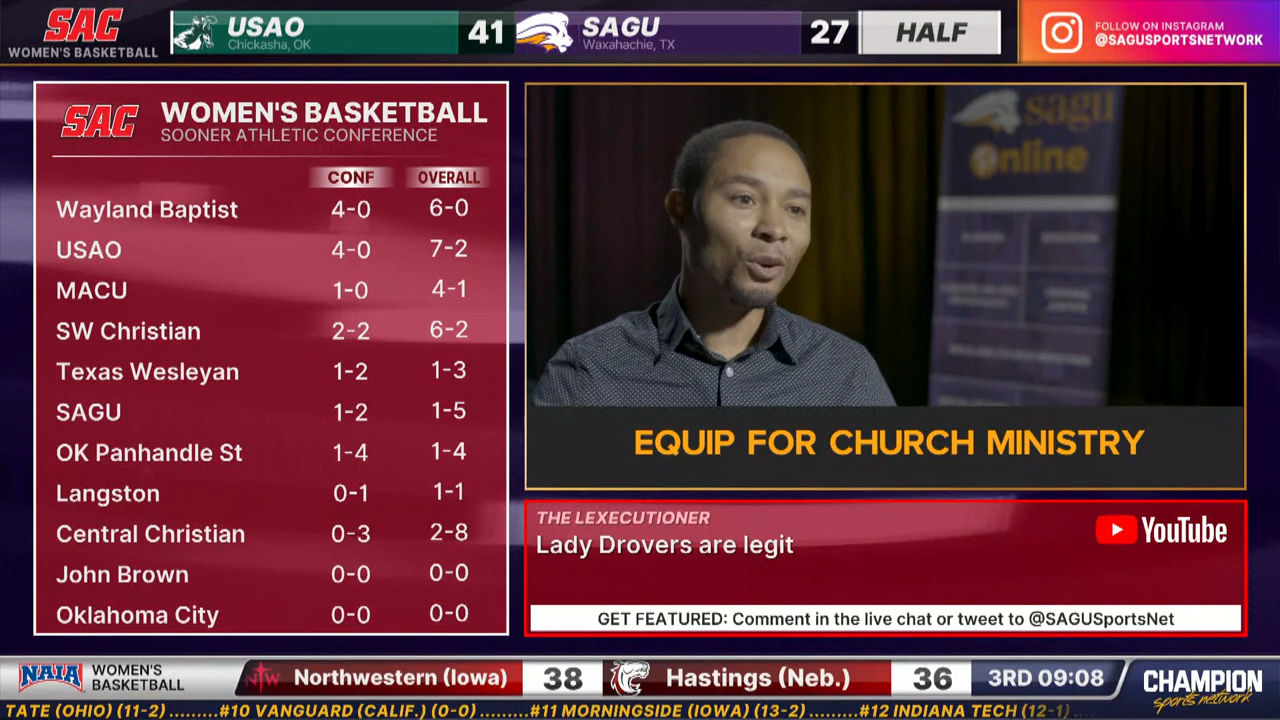 SAC
WOMEN'S BASKETBALL
USAO
Chickasha, OK
41
SAGU
Waxahachie, TX
27
HALF
FOLLOW ON INSTAGRAM
@SAGUSPORTSNETWORK
SAC
WOMEN'S BASKETBALL
SOONER ATHLETIC CONFERENCE
CONF OVERALL
Wayland Baptist 4-0 6-0
USAO 4-0 7-2
MACU 1-0 4-1
SW Christian 2-2 6-2
Texas Wesleyan 1-2 1-3
SAGU 1-2 1-5
OK Panhandle St 1-4 1-4
Langston 0-1 1-1
Central Christian 0-3 2-8
John Brown 0-0 0-0
Oklahoma City 0-0 0-0
sagu
online
EQUIP FOR CHURCH MINISTRY
THE LEXECUTIONER
Lady Drovers are legit
YouTube
GET FEATURED: Comment in the live chat or tweet to @SAGUSportsNet
NAIA
WOMEN'S
BASKETBALL
Northwestern (Iowa) 38
Hastings (Neb.) 36
3RD 09:08
CHAMPION
sports network
TATE (OHIO) (11-2) .........#10 VANGUARD (CALIF.) (0-0) .........#11 MORNINGSIDE (IOWA) (13-2) .........#12 INDIANA TECH (12-1)